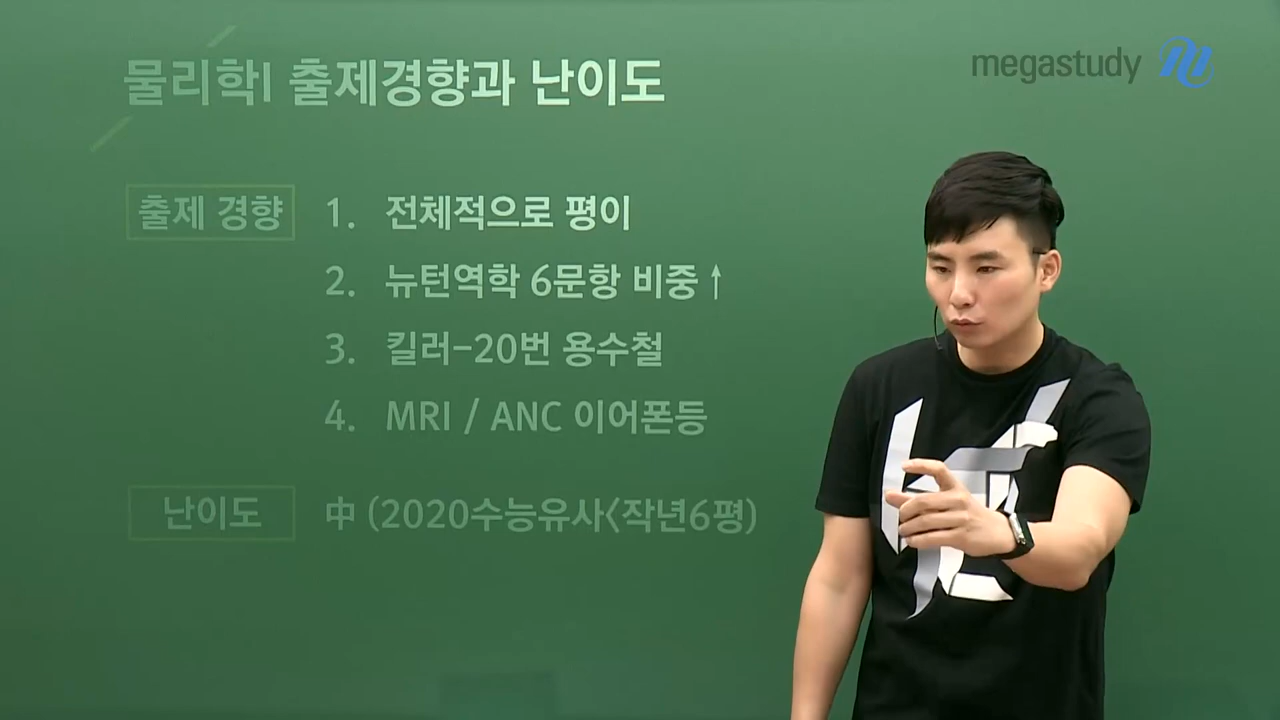 물리학I 출제경향과 난이도
megastudy
출제 경향
1. 전체적으로 평이
2. 뉴턴역학 6문항 비중↑
3. 킬러-20번 용수철
4. MRI / ANC 이어폰등
난이도
中 (2020수능유사<작년6평)